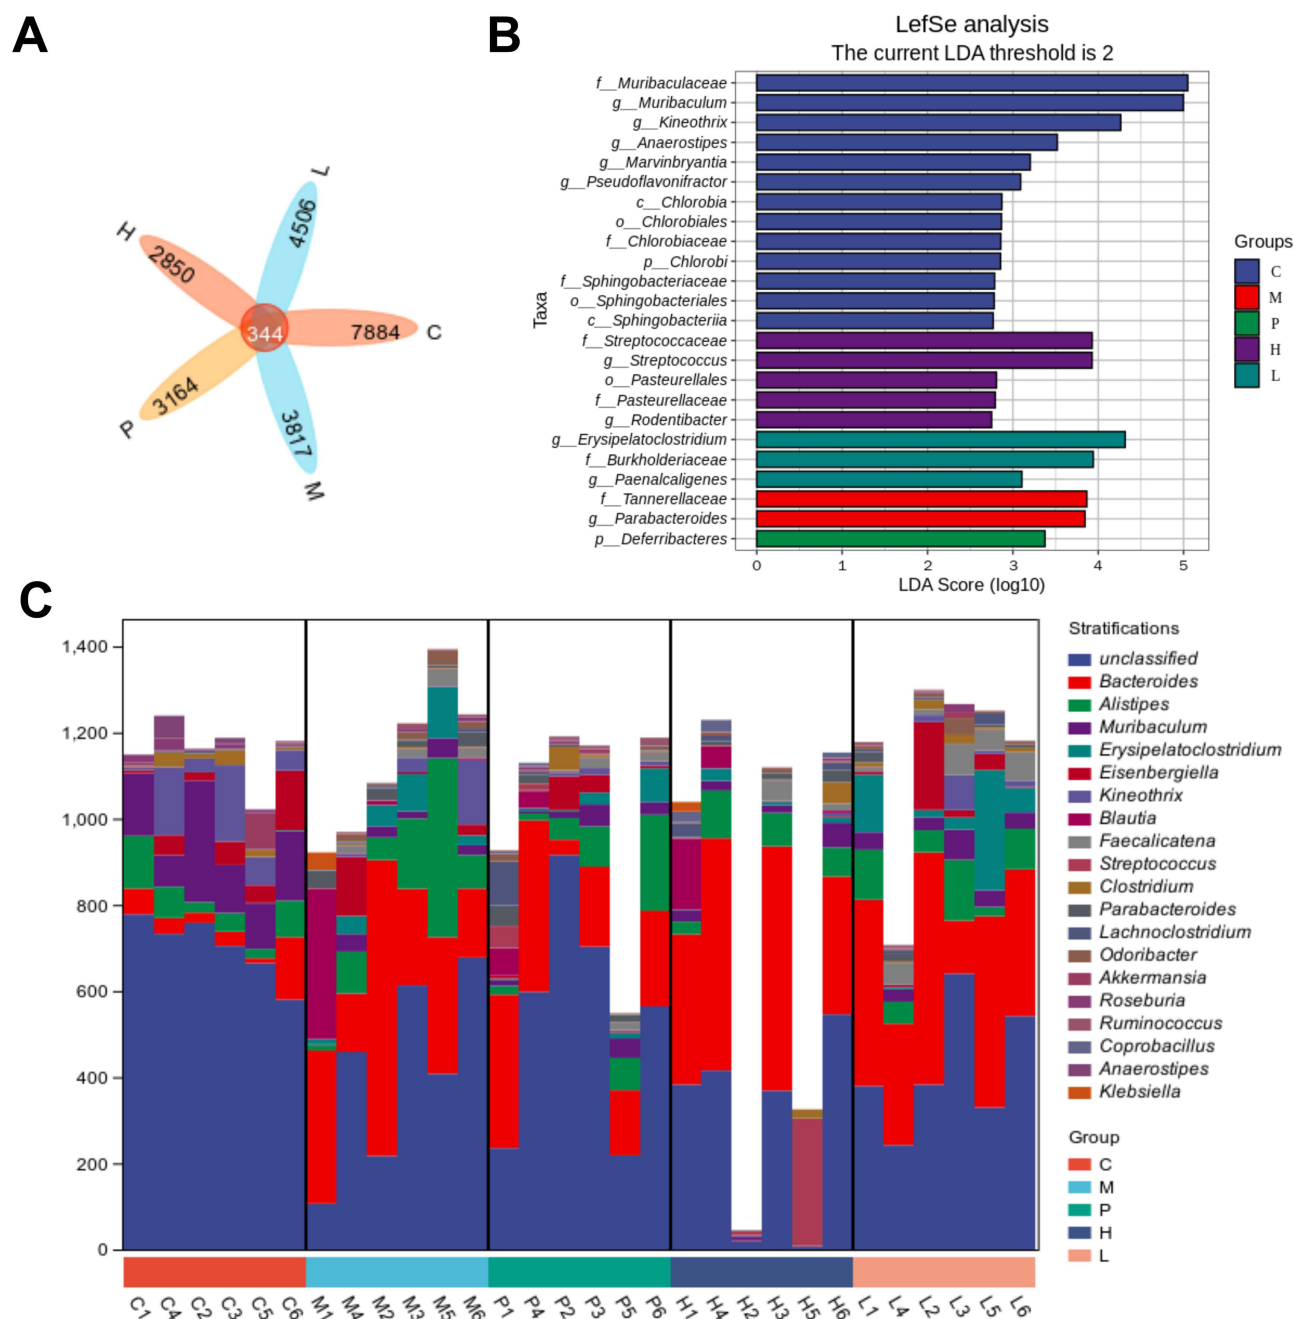 A
L
4506
H
2850
344
7884
C
P
3164
3817
M
B
LefSe analysis
The current LDA threshold is 2
Taxa
f__Muribaculaceae
g__Muribaculum
g__Kineothrix
g__Anaerostipes
g__Marvinbryantia
g__Pseudoflavonifractor
c__Chlorobia
o__Chlorobiales
f__Chlorobiaceae
p__Chlorobi
f__Sphingobacteriaceae
o__Sphingobacteriales
c__Sphingobacteriia
f__Streptococcaceae
g__Streptococcus
o__Pasteurellales
f__Pasteurellaceae
g__Rodentibacter
g__Erysipelatoclostridium
f__Burkholderiaceae
g__Paenalcaligenes
f__Tannerellaceae
g__Parabacteroides
p__Deferribacteres
0 1 2 3 4 5
LDA Score (log10)
Groups
C
M
P
H
L
C
1,400
1,200
1,000
800
600
400
200
0
C1 C4 C2 C3 C5 C6 M1 M4 M2 M3 M5 M6 P1 P4 P2 P3 P5 P6 H1 H4 H2 H3 H5 H6 L1 L4 L2 L3 L5 L6
Stratifications
unclassified
Bacteroides
Alistipes
Muribaculum
Erysipelatoclostridium
Eisenbergiella
Kineothrix
Blautia
Faecalicatena
Streptococcus
Clostridium
Parabacteroides
Lachnoclostridium
Odoribacter
Akkermansia
Roseburia
Ruminococcus
Coprobacillus
Anaerostipes
Klebsiella
Group
C
M
P
H
L